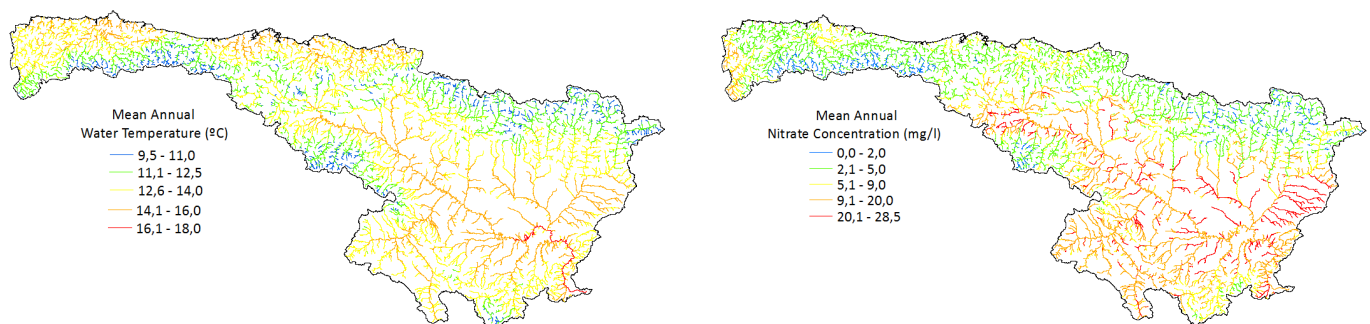 Mean Annual
Water Temperature (ºC)
9,5 - 11,0
11,1 - 12,5
12,6 - 14,0
14,1 - 16,0
16,1 - 18,0
Mean Annual
Nitrate Concentration (mg/l)
0,0 - 2,0
2,1 - 5,0
5,1 - 9,0
9,1 - 20,0
20,1 - 28,5